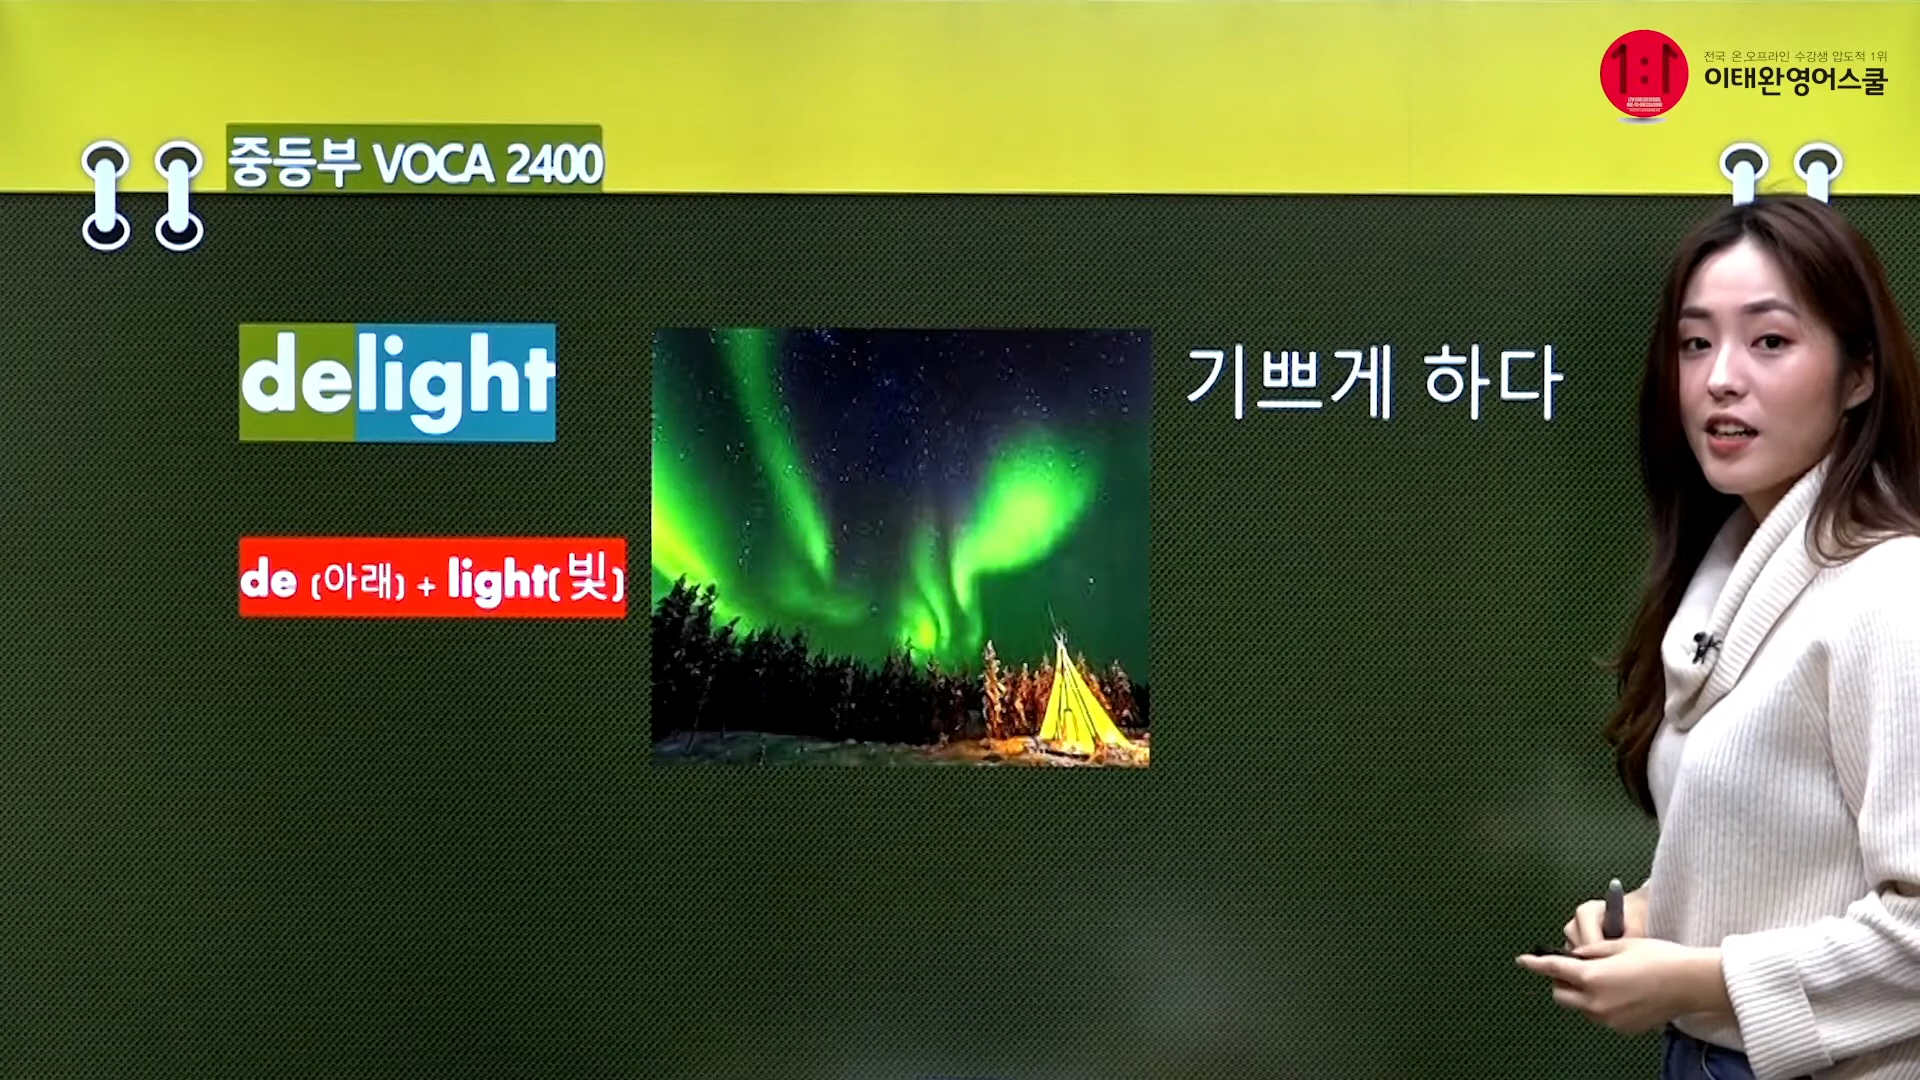 전국 온,오프라인 수강생 압도적 1위
이태완영어스쿨
1:1
중등부 VOCA 2400
delight
기쁘게 하다
de (아래) + light(빛)